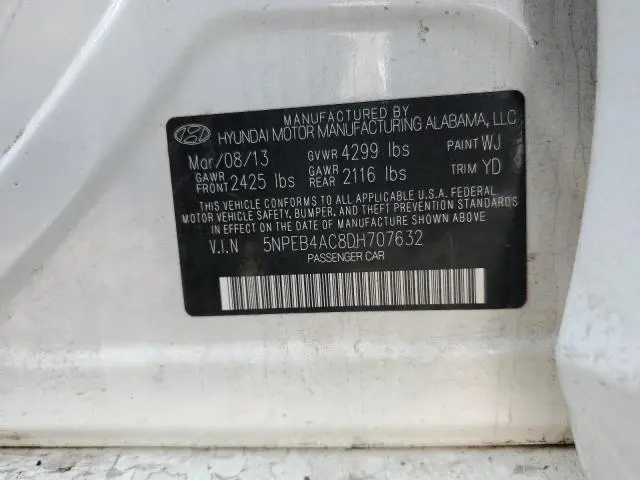 MANUFACTURED BY
HYUNDAI MOTOR MANUFACTURING ALABAMA, LLC
Mar/08/13 GVWR 4299 lbs PAINT WJ
GAWR FRONT 2425 lbs GAWR REAR 2116 lbs TRIM YD
THIS VEHICLE CONFORMS TO ALL APPLICABLE U.S.A. FEDERAL
MOTOR VEHICLE SAFETY, BUMPER, AND THEFT PREVENTION STANDARDS
IN EFFECT ON THE DATE OF MANUFACTURE SHOWN ABOVE
V.I.N 5NPEB4AC8DH707632
PASSENGER CAR